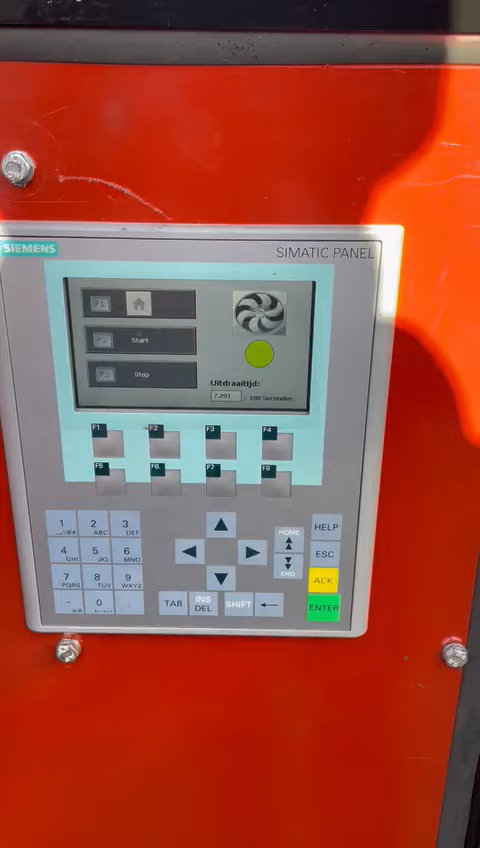 SIEMENS
SIMATIC PANEL
F1
F2 Start
F3 Stop
Uitdraaitijd:
7.291 / 180 Seconden
F1 F2 F3 F4
F5 F6 F7 F8
1 2 ABC 3 DEF
4 GHI 5 JKL 6 MNO
7 PQRS 8 TUV 9 WXYZ
0
HOME
END
HELP
ESC
ACK
ENTER
TAB INS DEL SHIFT